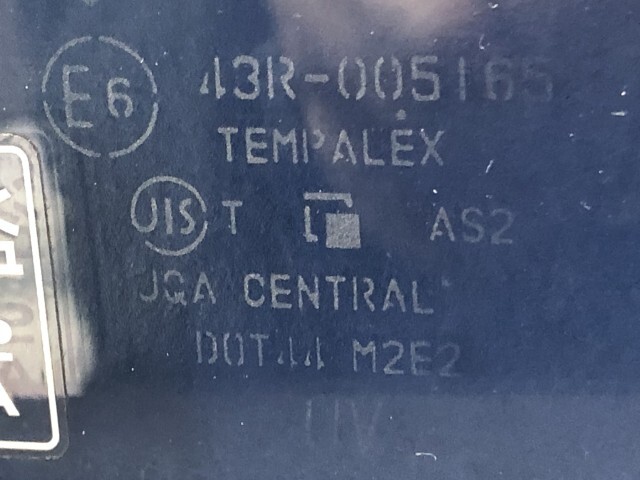 E6 43R-005165
TEMPALEX
JIS T AS2
JQA CENTRAL
DOT44 M2E2